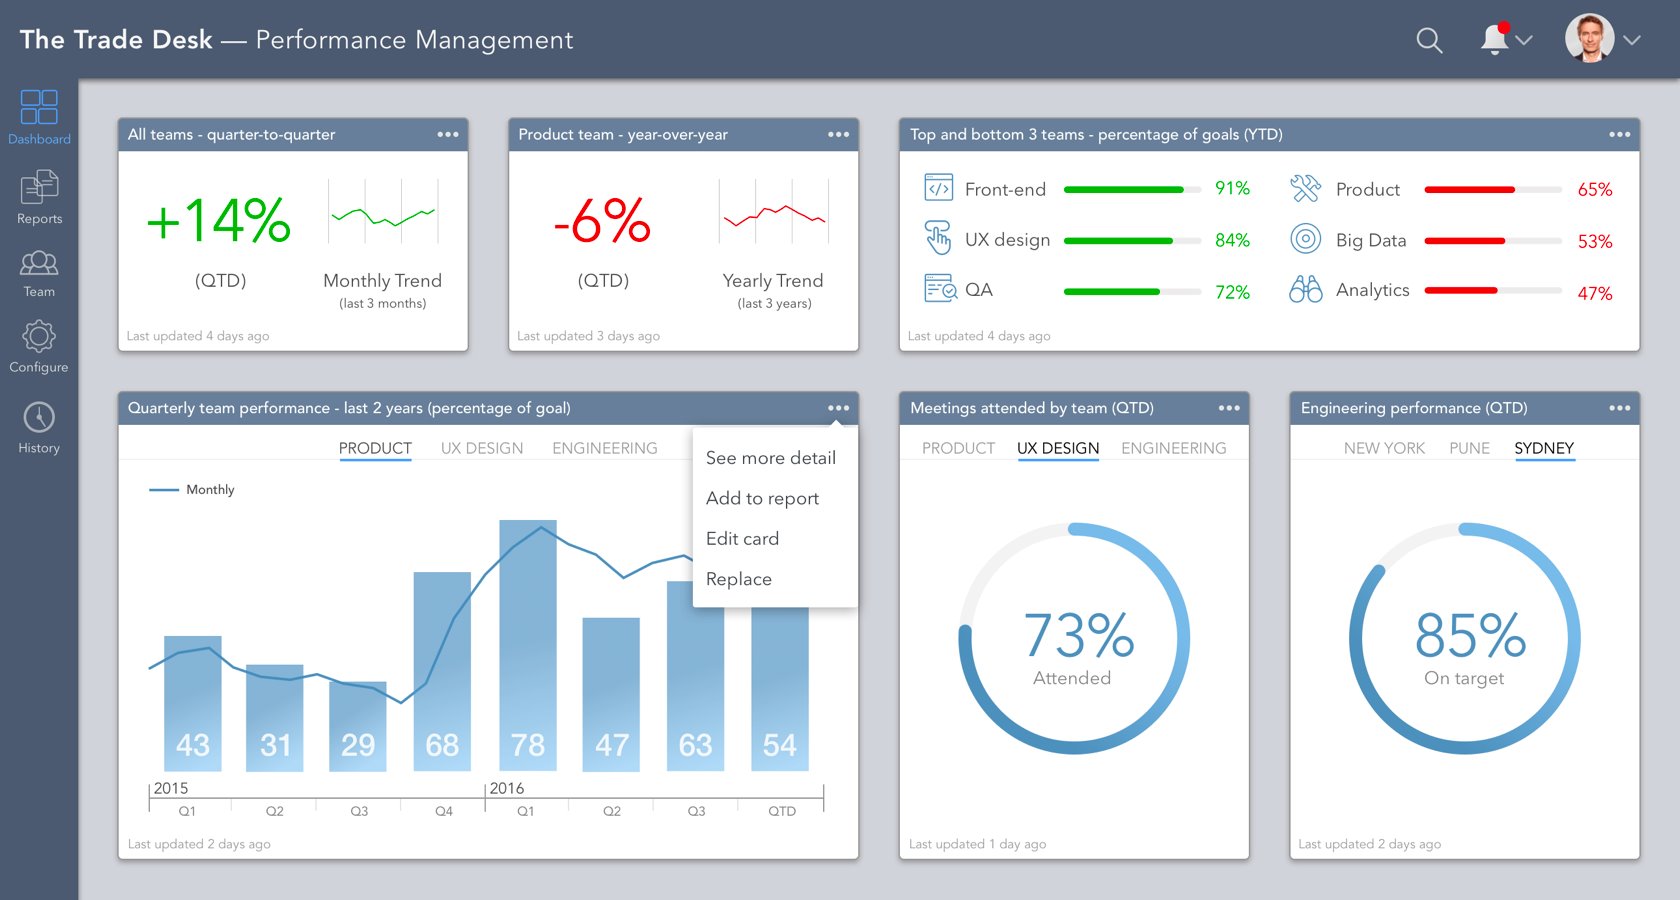 The Trade Desk — Performance Management
Dashboard
Reports
Team
Configure
History
All teams - quarter-to-quarter
+14%
(QTD)
Monthly Trend
(last 3 months)
Last updated 4 days ago
Product team - year-over-year
-6%
(QTD)
Yearly Trend
(last 3 years)
Last updated 3 days ago
Top and bottom 3 teams - percentage of goals (YTD)
Front-end 91%
UX design 84%
QA 72%
Product 65%
Big Data 53%
Analytics 47%
Last updated 4 days ago
Quarterly team performance - last 2 years (percentage of goal)
PRODUCT UX DESIGN ENGINEERING
See more detail
Add to report
Edit card
Replace
Monthly
43 31 29 68 78 47 63 54
2015 2016
Q1 Q2 Q3 Q4 Q1 Q2 Q3 QTD
Last updated 2 days ago
Meetings attended by team (QTD)
PRODUCT UX DESIGN ENGINEERING
73%
Attended
Last updated 1 day ago
Engineering performance (QTD)
NEW YORK PUNE SYDNEY
85%
On target
Last updated 2 days ago